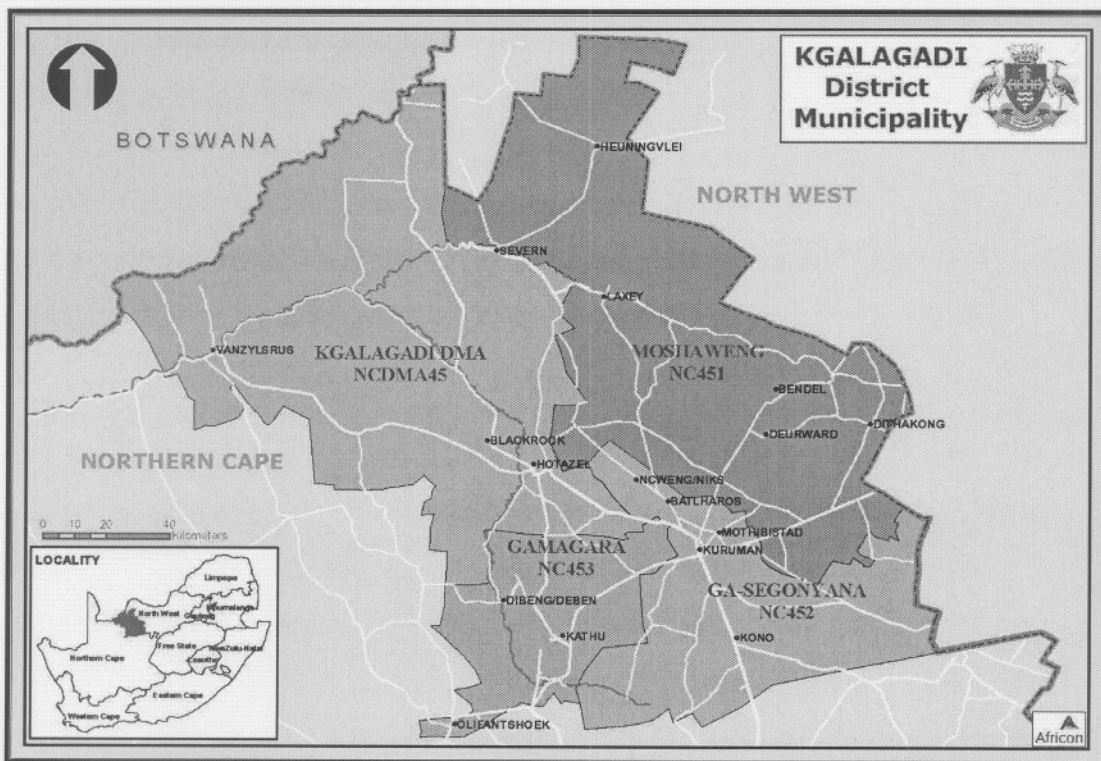 KGALAGADI
District
Municipality
BOTSWANA
HEUNINGVLEI
NORTH WEST
SEVERN
LAXEY
VANZYLSRUS
KGALAGADI DMA
NCDMA45
MOSHAWENG
NC451
BENDEL
DITHAKONG
DEURWARD
BLACKROCK
NORTHERN CAPE
HOTAZEL
NCWENG/NIKS
BATLHAROS
0 10 20 40
Kilometers
MOTHIBISTAD
KURUMAN
GAMAGARA
NC453
GA-SEGONYANA
NC452
DIBENG/DEBEN
KATHU
KONO
OLIFANTSHOEK
LOCALITY
Limpopo
North West
Mpumalanga
Gauteng
Free State
KwaZulu-Natal
Lesotho
Northern Cape
Eastern Cape
Western Cape
Africon